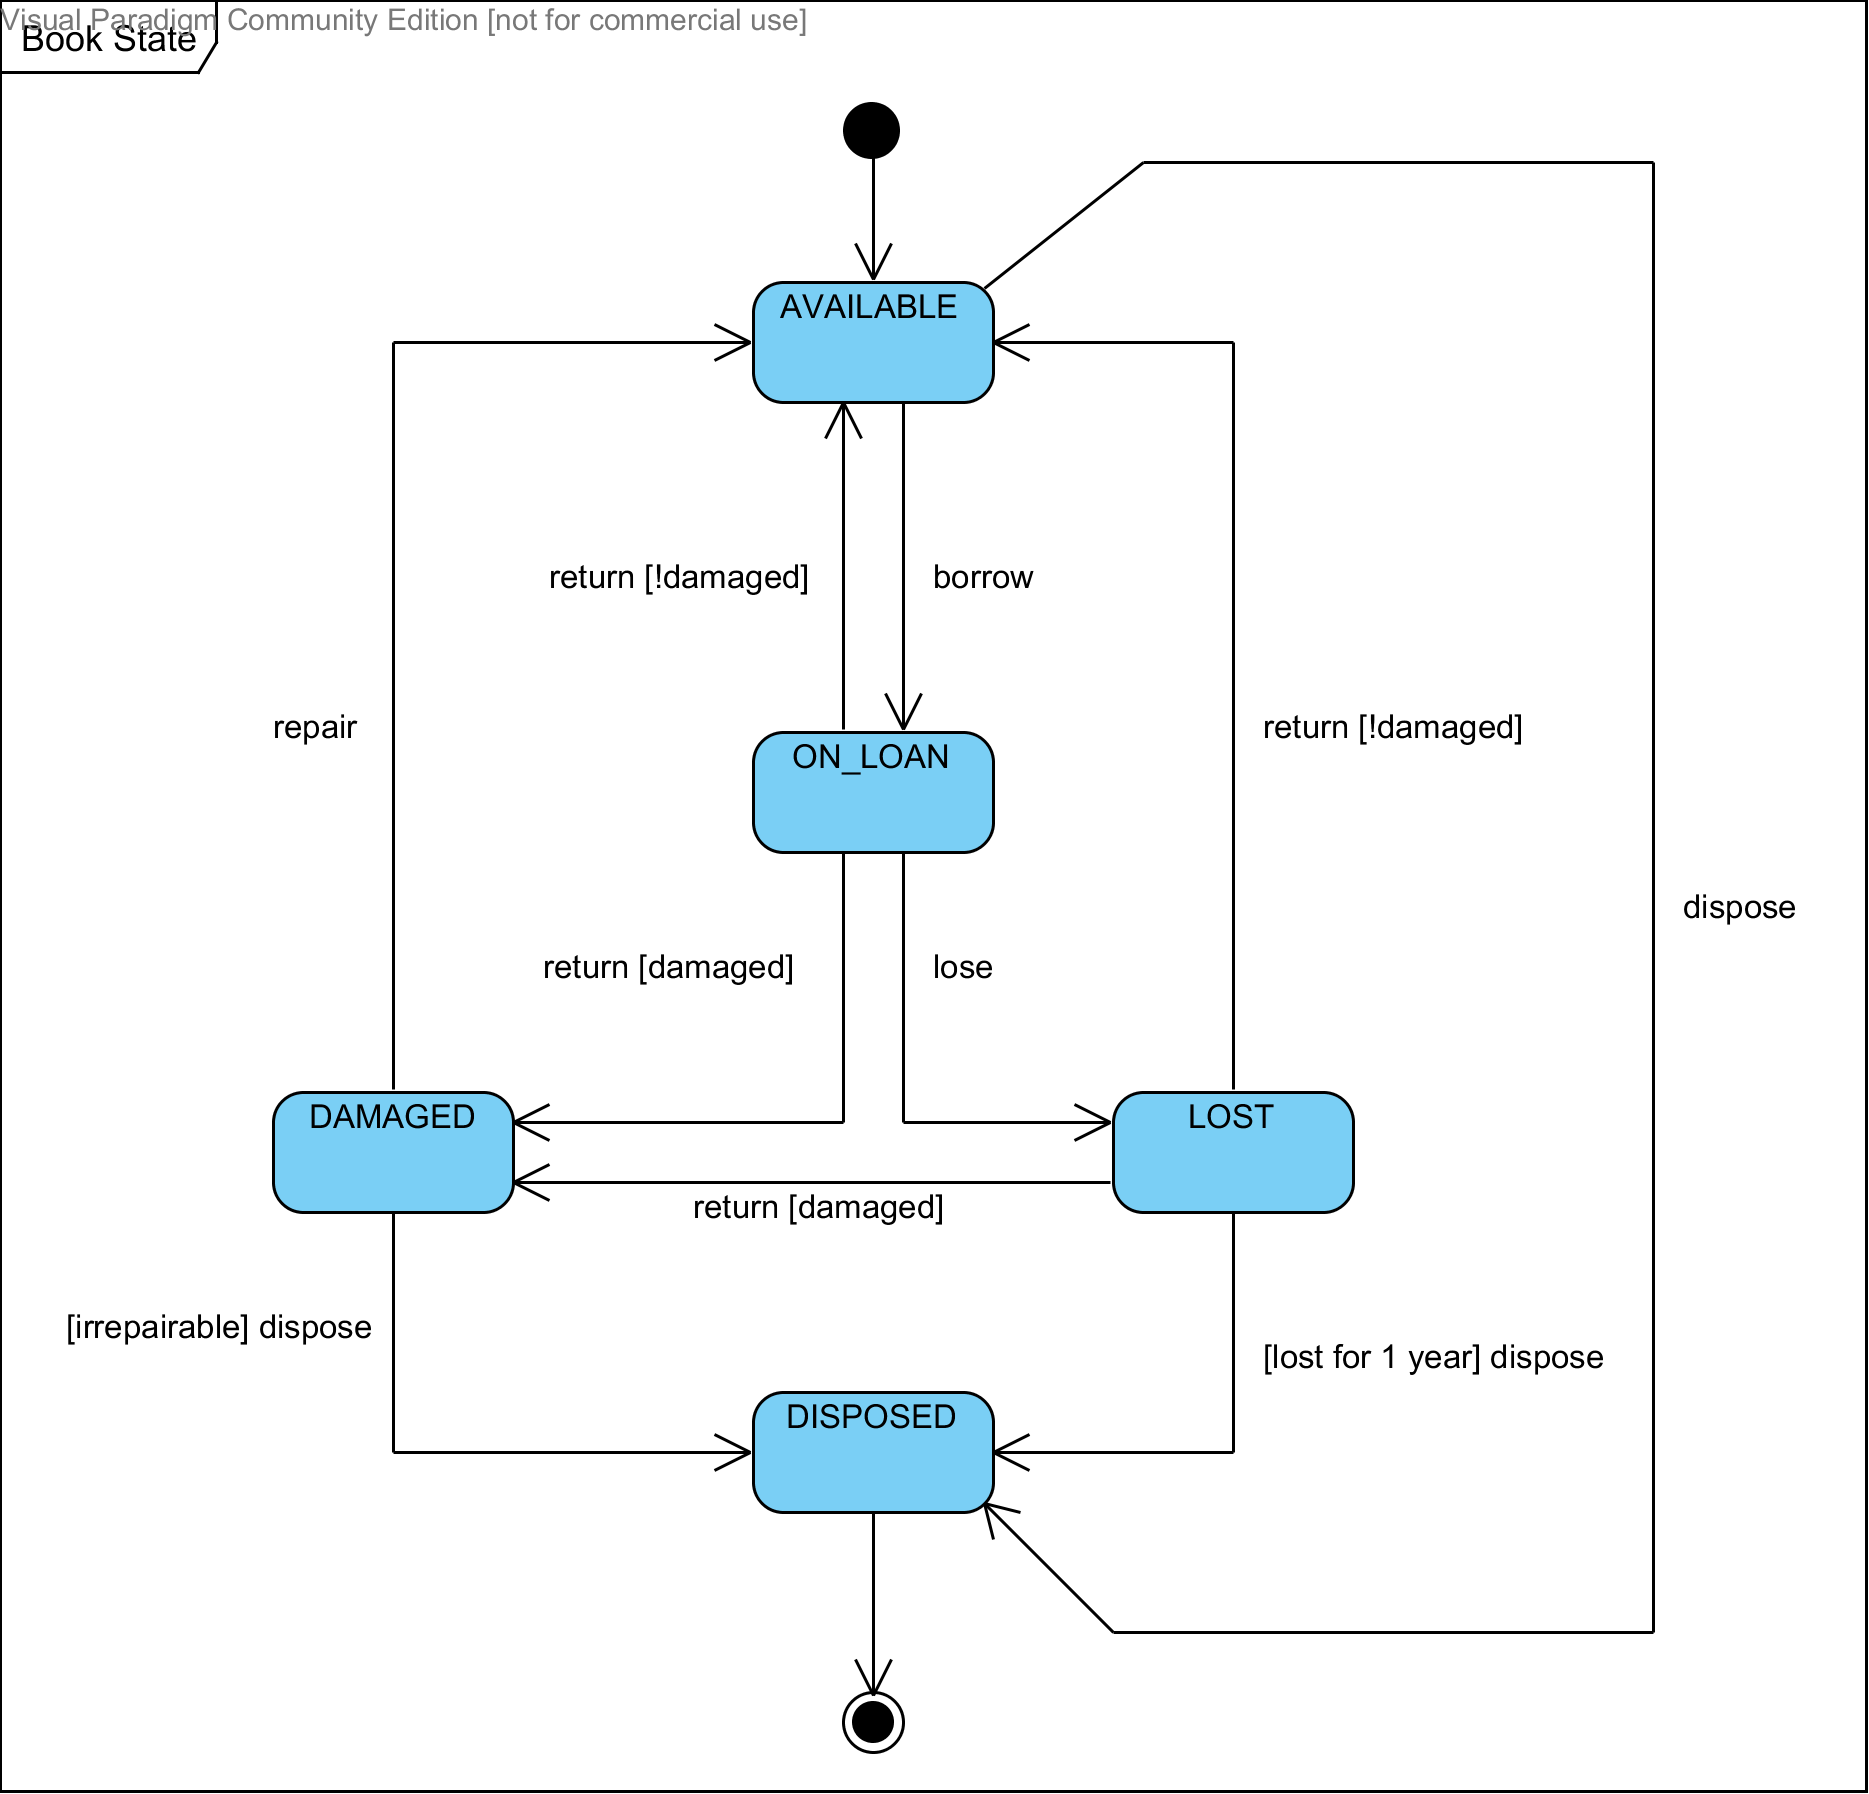 Visual Paradigm Community Edition [not for commercial use]
Book State
AVAILABLE
return [!damaged]
borrow
repair
return [!damaged]
ON_LOAN
dispose
return [damaged]
lose
DAMAGED
LOST
return [damaged]
[irrepairable] dispose
[lost for 1 year] dispose
DISPOSED